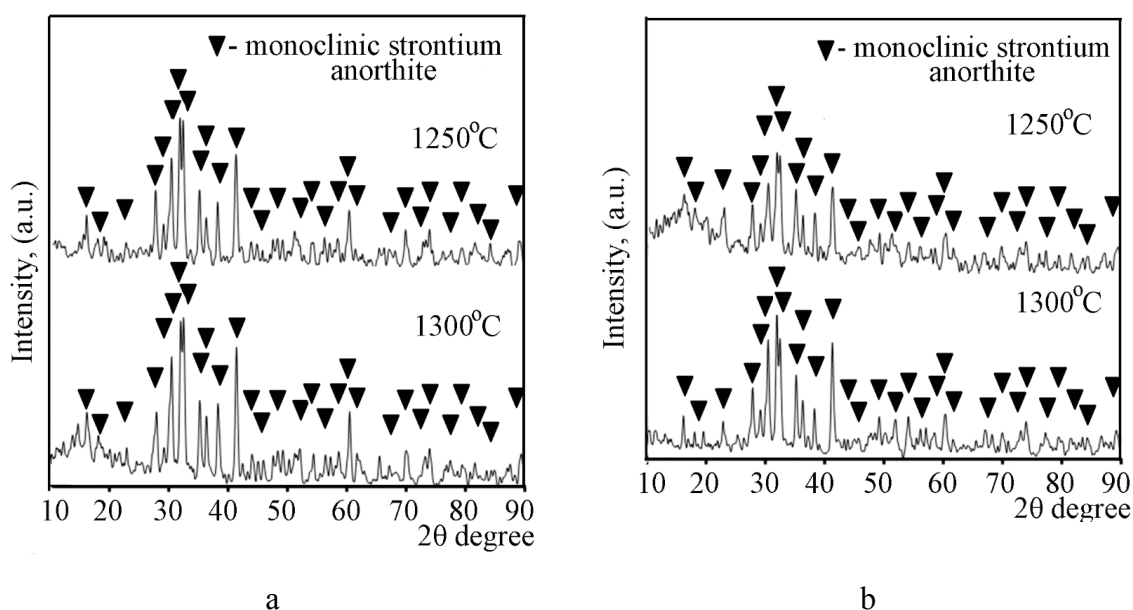 ▼- monoclinic strontium
anorthite
1250°C
1300°C
Intensity, (a.u.)
10 20 30 40 50 60 70 80 90
2θ degree
a
▼- monoclinic strontium
anorthite
1250°C
1300°C
Intensity, (a.u.)
10 20 30 40 50 60 70 80 90
2θ degree
b